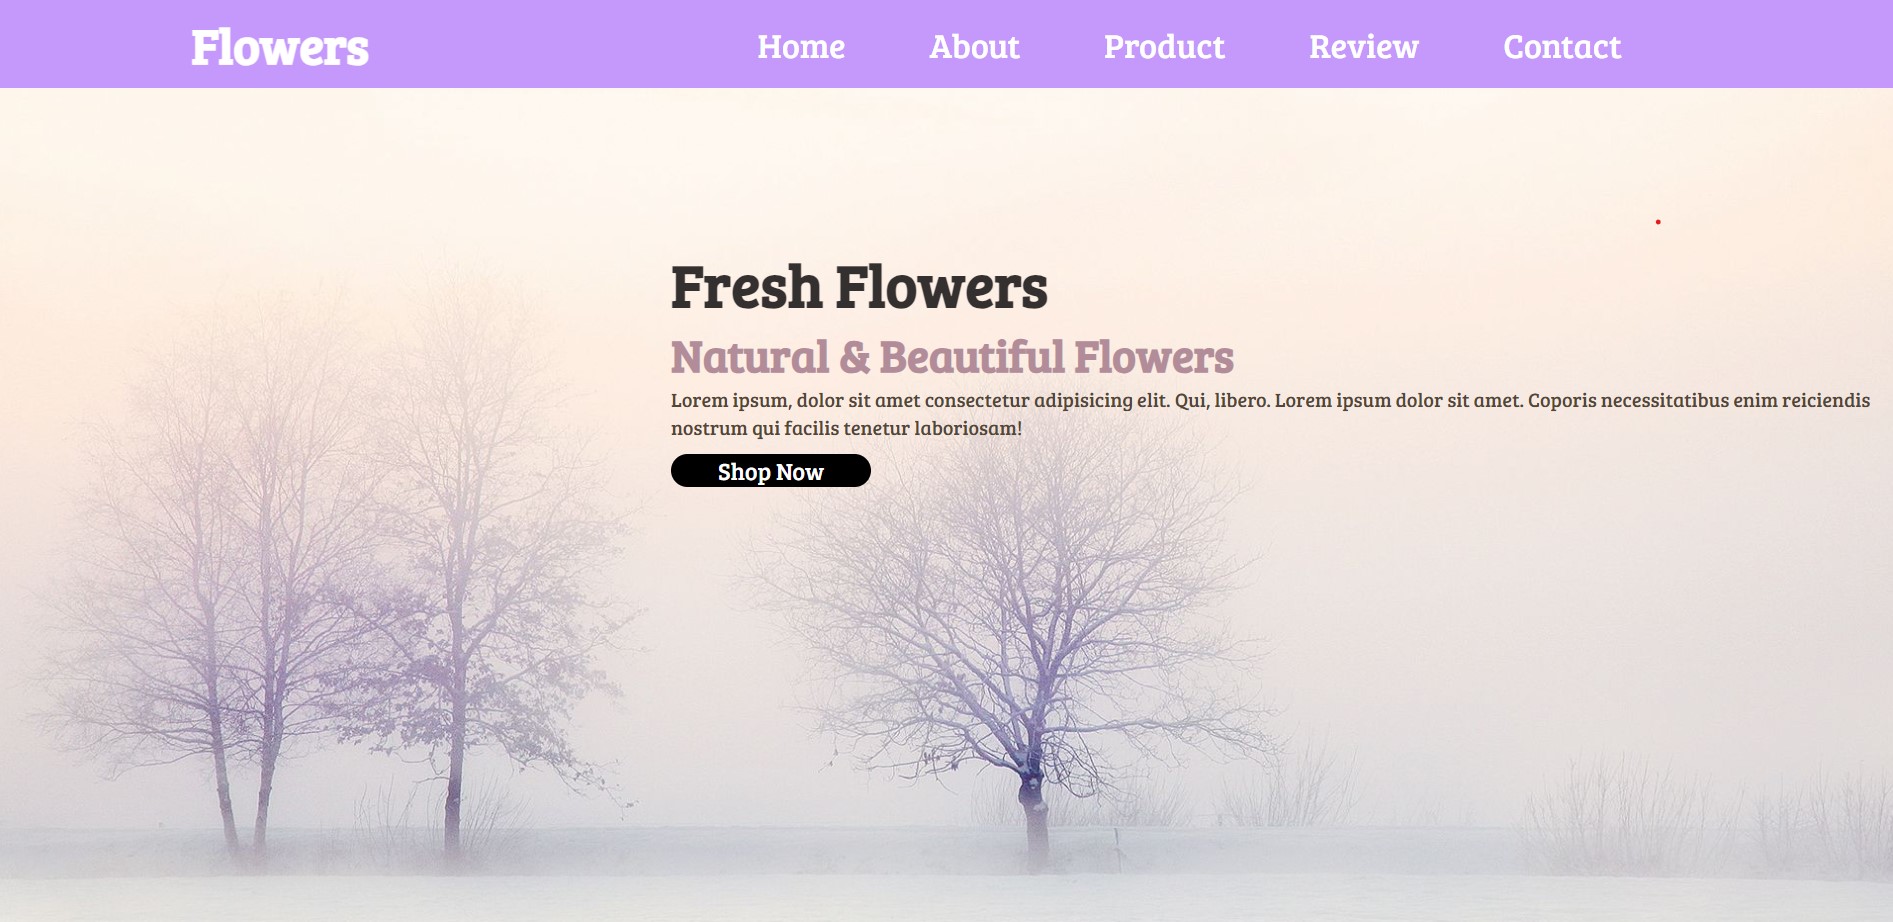 Flowers Home About Product Review Contact
Fresh Flowers
Natural & Beautiful Flowers
Lorem ipsum, dolor sit amet consectetur adipisicing elit. Qui, libero. Lorem ipsum dolor sit amet. Coporis necessitatibus enim reiciendis
nostrum qui facilis tenetur laboriosam!
Shop Now